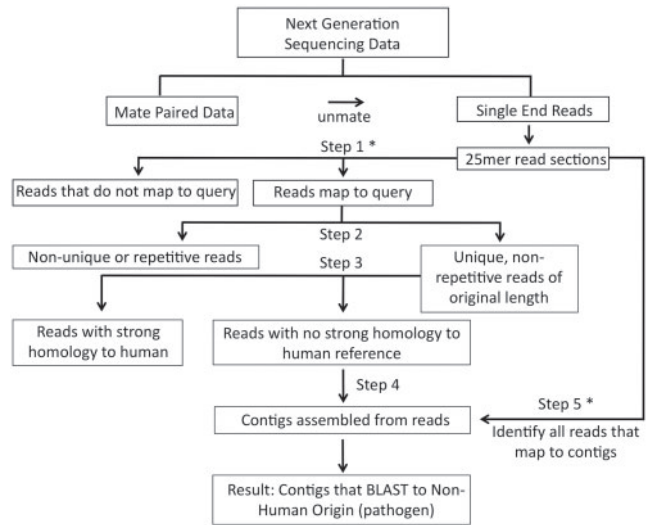 Next Generation
Sequencing Data
Mate Paired Data
unmate
Single End Reads
Step 1 *
25mer read sections
Reads that do not map to query
Reads map to query
Step 2
Non-unique or repetitive reads
Unique, non-
repetitive reads of
original length
Step 3
Reads with strong
homology to human
Reads with no strong homology to
human reference
Step 4
Step 5 *
Contigs assembled from reads
Identify all reads that
map to contigs
Result: Contigs that BLAST to Non-
Human Origin (pathogen)